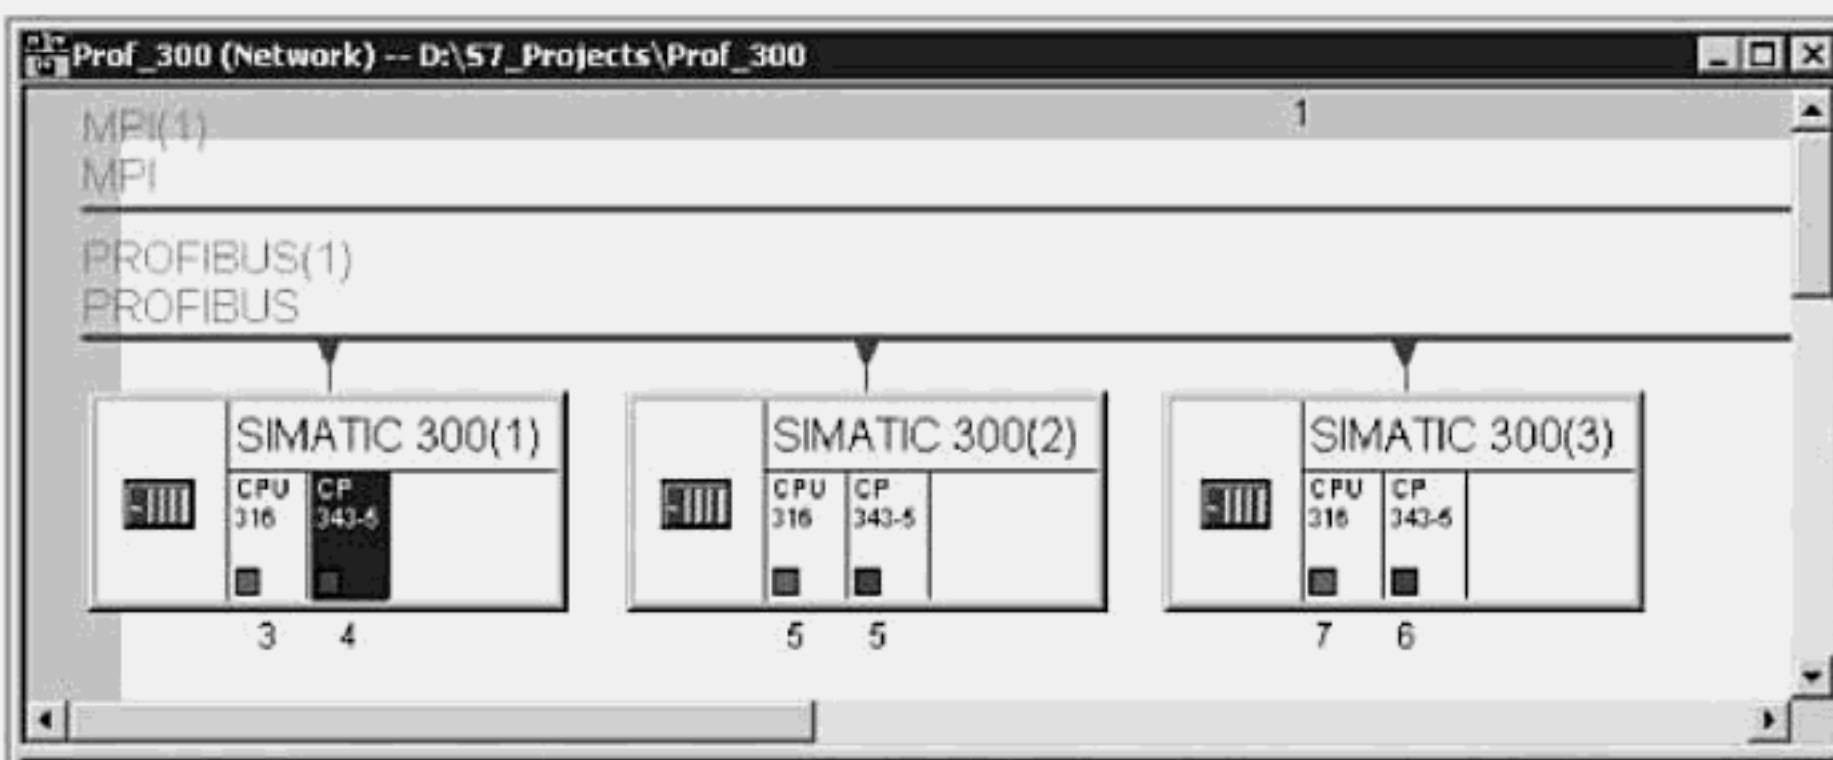 Prof_300 (Network) -- D:\S7_Projects\Prof_300
1
MPI(1)
MPI
PROFIBUS(1)
PROFIBUS
SIMATIC 300(1) SIMATIC 300(2) SIMATIC 300(3)
CPU CP CPU CP CPU CP
316 343-5 316 343-5 316 343-5
3 4 5 5 7 6